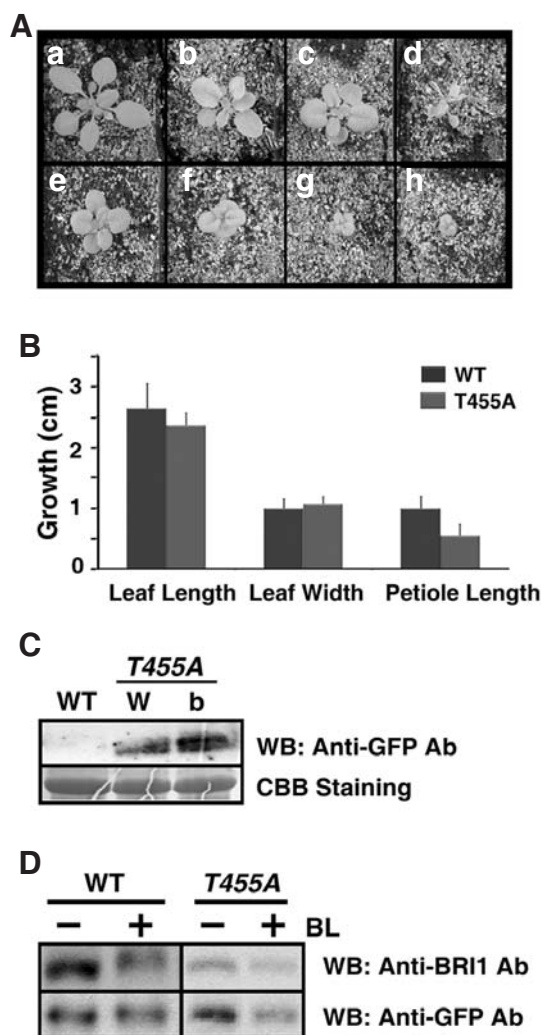 A
a b c d
e f g h
B
Growth (cm)
3
2
1
0
WT
T455A
Leaf Length Leaf Width Petiole Length
C
T455A
WT W b
WB: Anti-GFP Ab
CBB Staining
D
WT T455A
− + − + BL
WB: Anti-BRI1 Ab
WB: Anti-GFP Ab